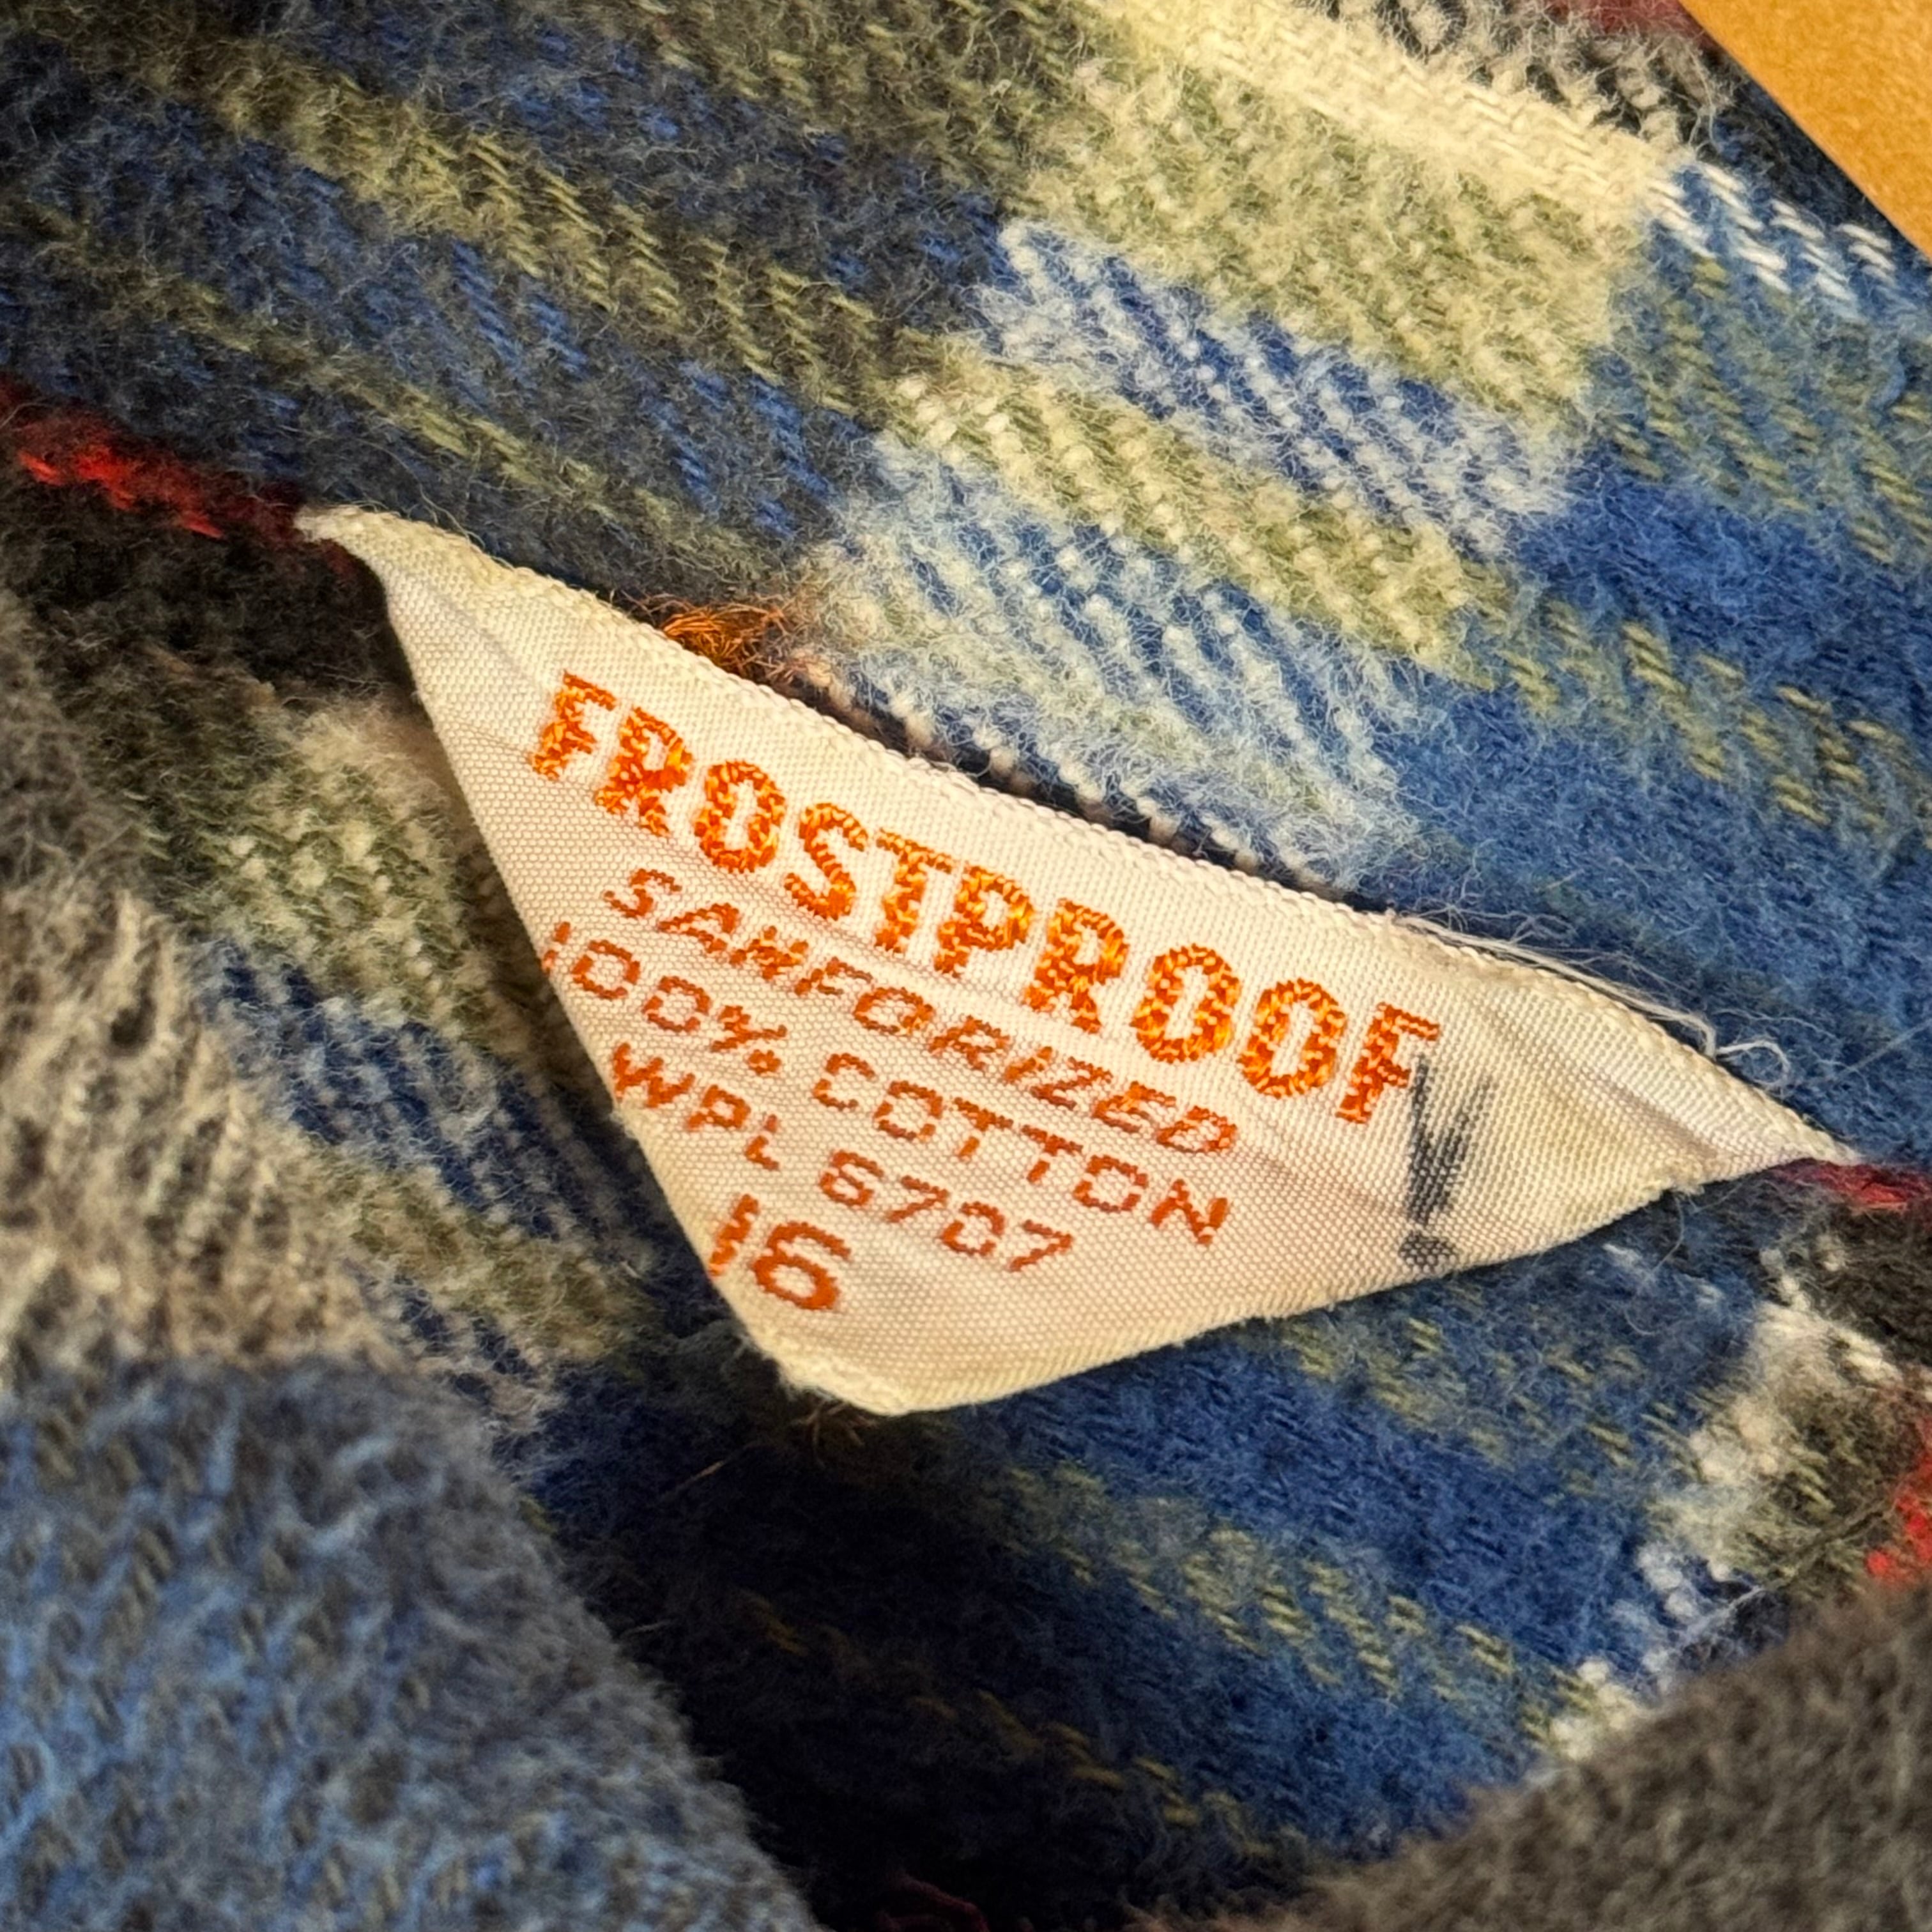 FROSTPROOF
SANFORIZED
100% COTTON
WPL 6707
16